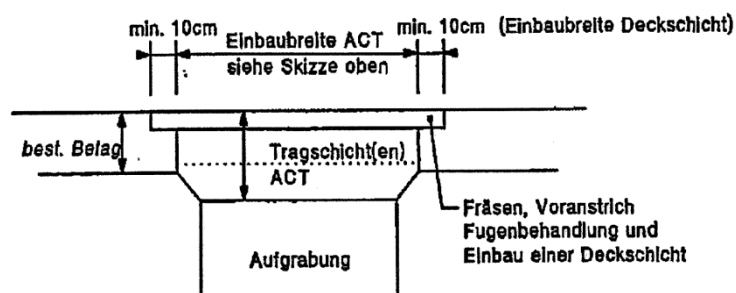 min. 10cm Einbaubreite ACT min. 10cm (Einbaubreite Deckschicht)
siehe Skizze oben
best. Belag
Tragschicht(en)
ACT
Fräsen, Voranstrich
Fugenbehandlung und
Einbau einer Deckschicht
Aufgrabung